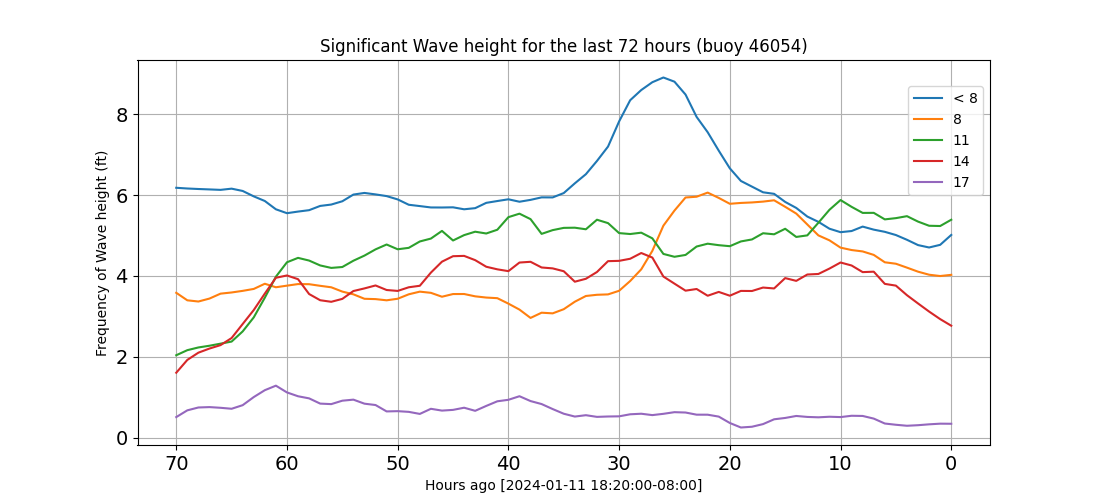 Significant Wave height for the last 72 hours (buoy 46054)
Frequency of Wave height (ft)
8
6
4
2
0
< 8
8
11
14
17
70 60 50 40 30 20 10 0
Hours ago [2024-01-11 18:20:00-08:00]